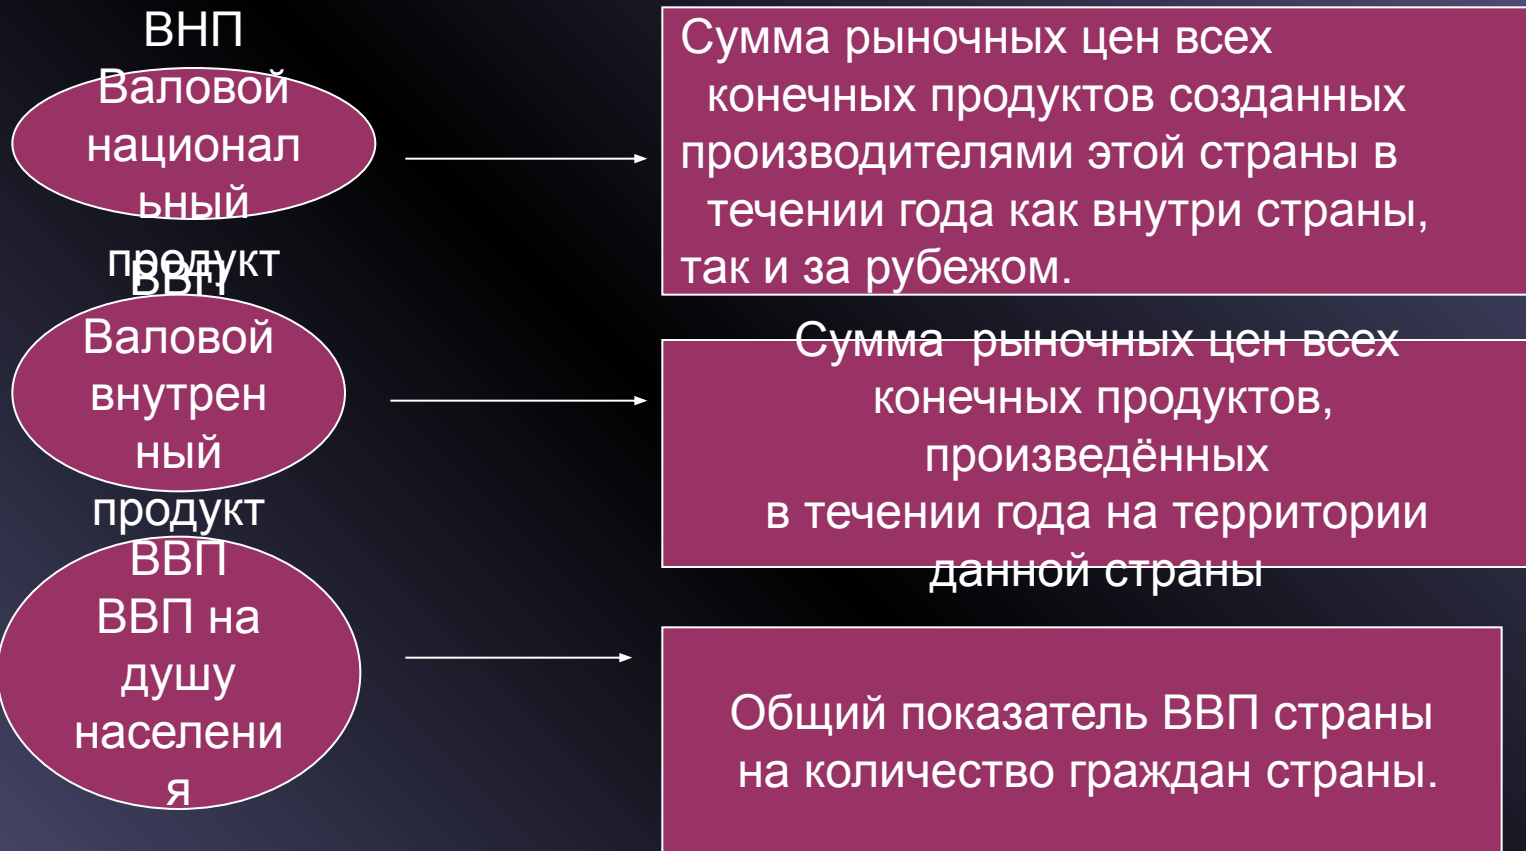 ВНП
Валовой
национал
ьный
продукт
Сумма рыночных цен всех
конечных продуктов созданных
производителями этой страны в
течении года как внутри страны,
так и за рубежом.
ВВП
Валовой
внутрен
ный
продукт
Сумма рыночных цен всех
конечных продуктов,
произведённых
в течении года на территории
данной страны
ВВП
ВВП на
душу
населени
я
Общий показатель ВВП страны
на количество граждан страны.